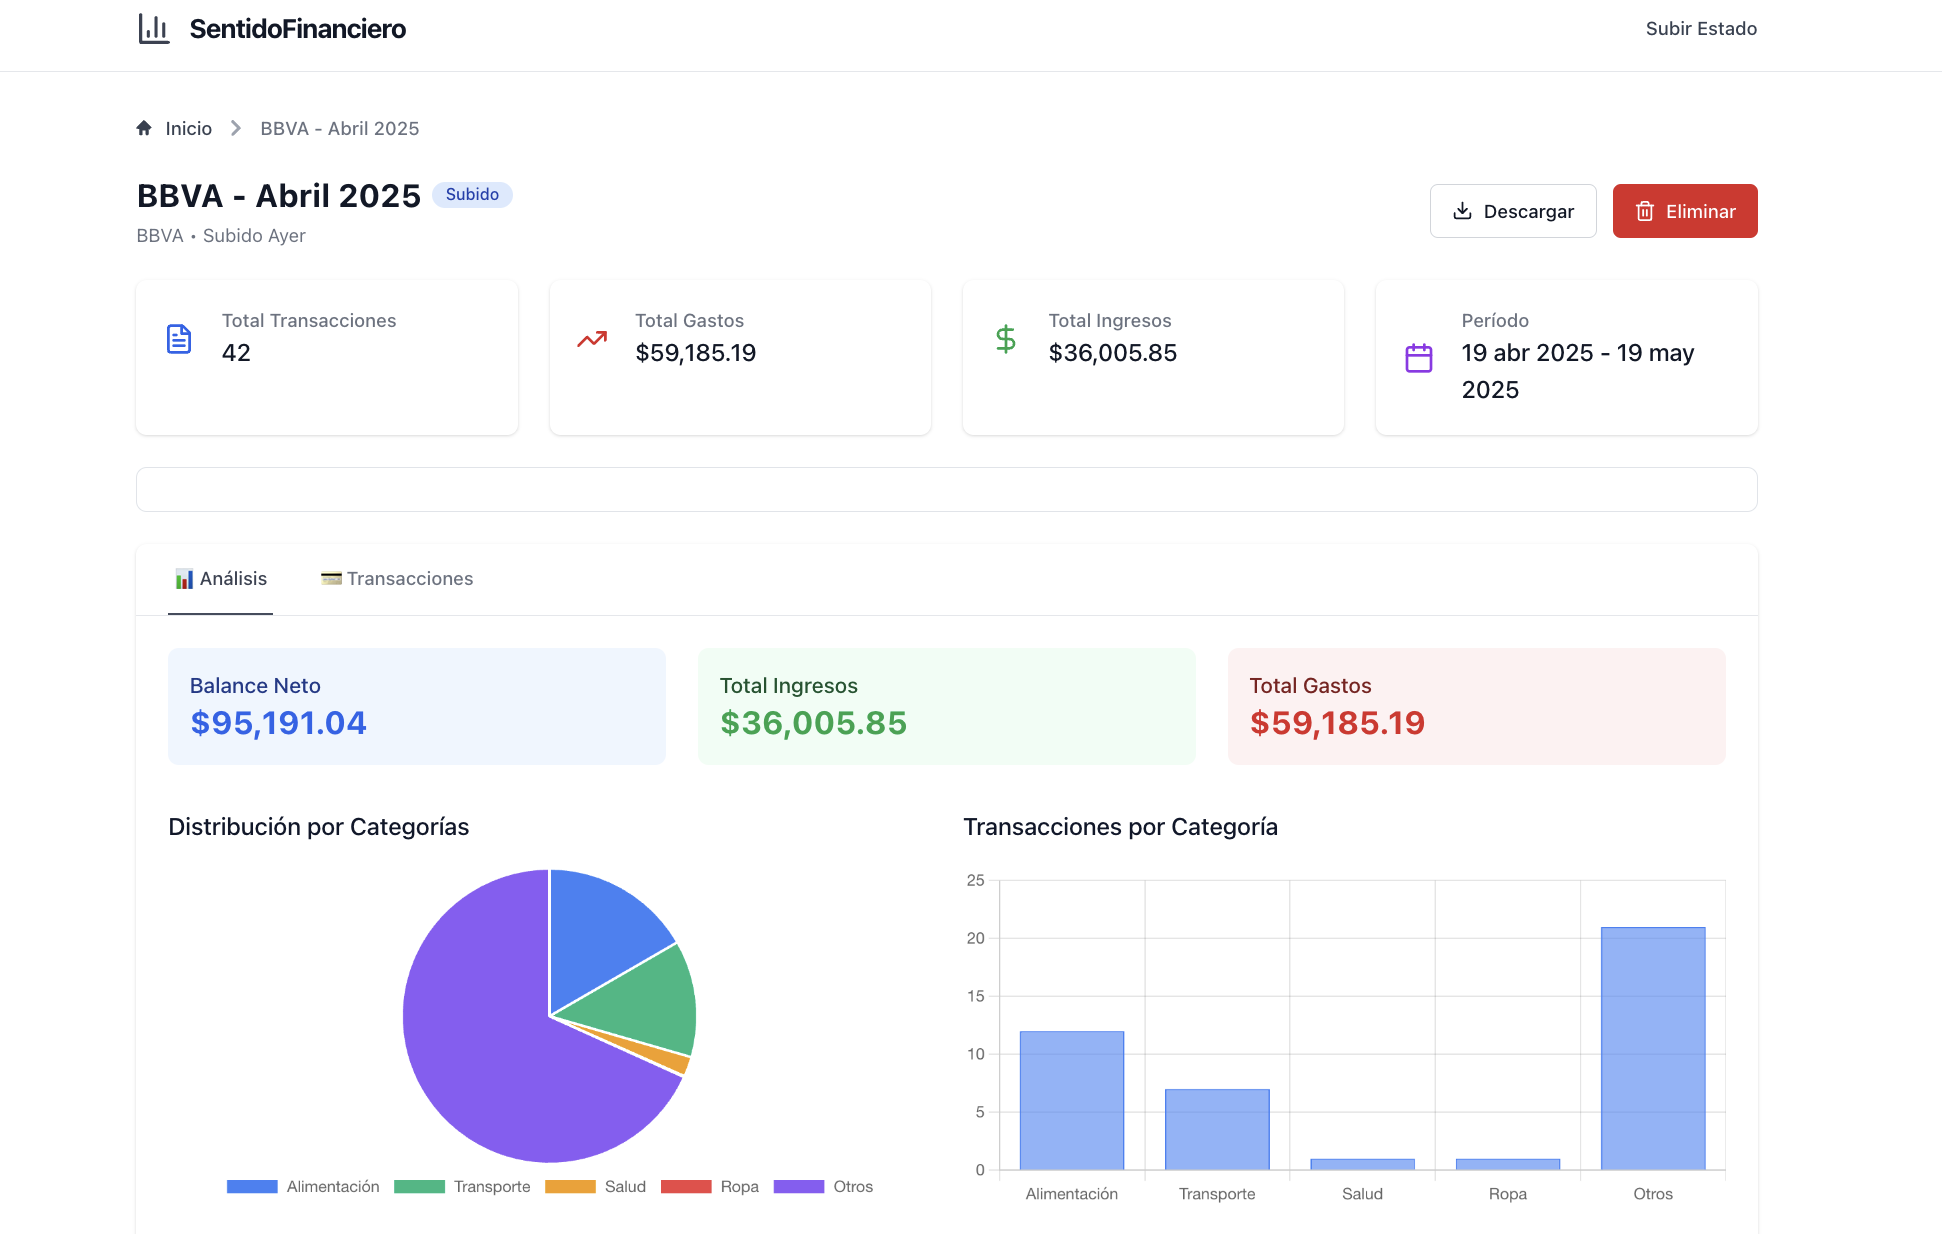 SentidoFinanciero
Subir Estado
Inicio
BBVA - Abril 2025
BBVA - Abril 2025
Subido
BBVA • Subido Ayer
Descargar
Eliminar
Total Transacciones
42
Total Gastos
$59,185.19
Total Ingresos
$36,005.85
Período
19 abr 2025 - 19 may
2025
Análisis
Transacciones
Balance Neto
$95,191.04
Total Ingresos
$36,005.85
Total Gastos
$59,185.19
Distribución por Categorías
Alimentación
Transporte
Salud
Ropa
Otros
Transacciones por Categoría
25
20
15
10
5
0
Alimentación
Transporte
Salud
Ropa
Otros